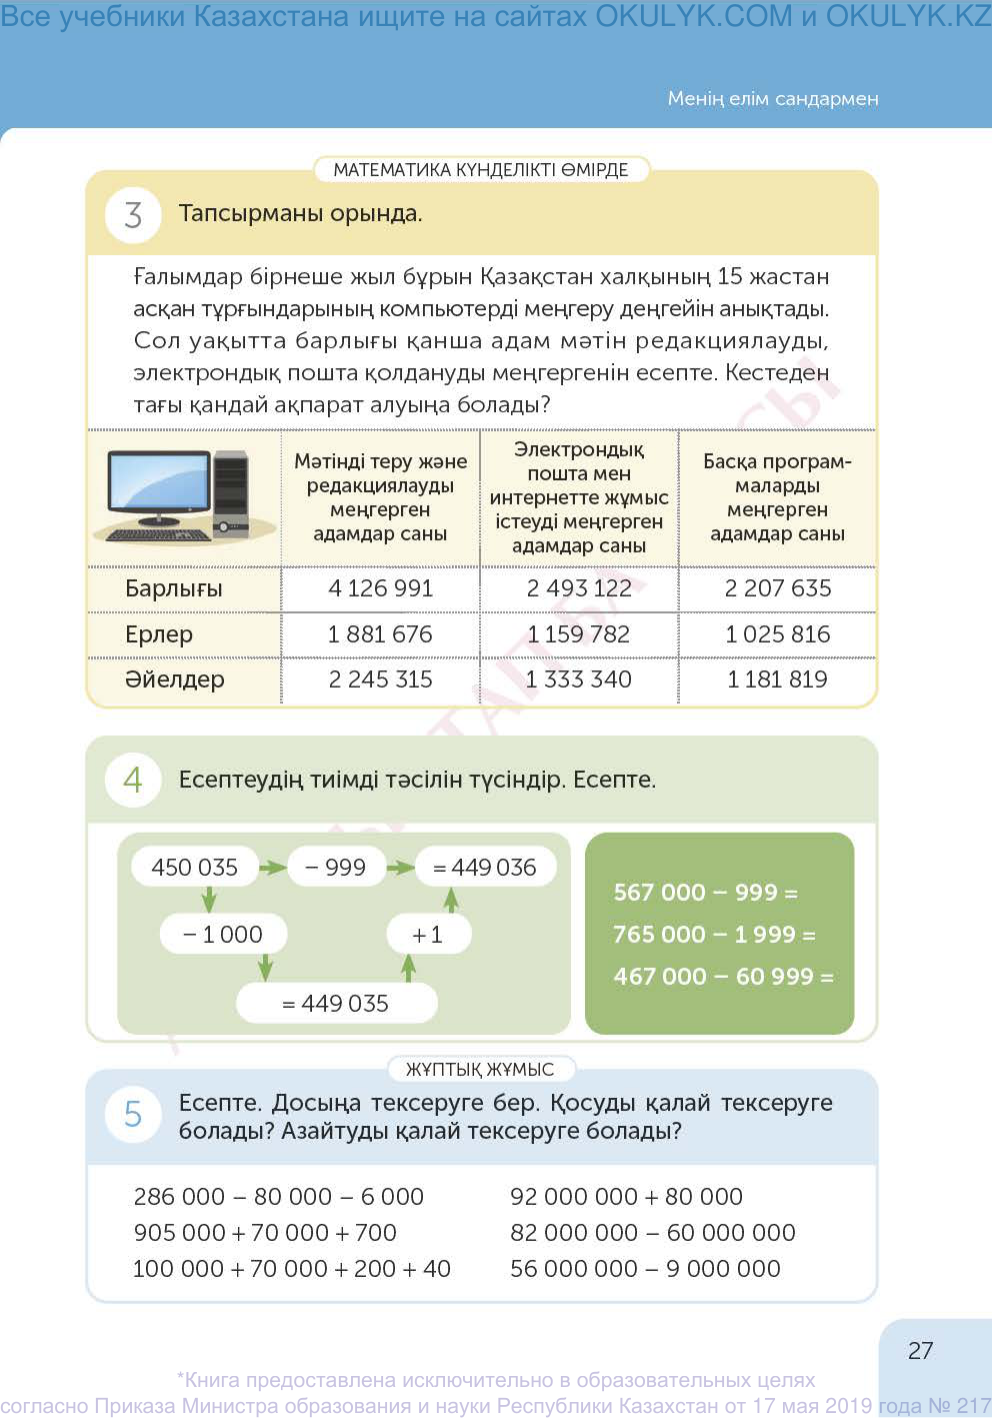 Все учебники Казахстана ищите на сайтах OKULYK.COM и OKULYK.KZ
Менің елім сандармен
МАТЕМАТИКА КҮНДЕЛІКТІ ӨМІРДЕ
3 Тапсырманы орында.
Ғалымдар бірнеше жыл бұрын Қазақстан халқының 15 жастан
асқан тұрғындарының компьютерді меңгеру деңгейін анықтады.
Сол уақытта барлығы қанша адам мәтін редакциялауды,
электрондық пошта қолдануды меңгергенін есепте. Кестеден
тағы қандай ақпарат алуыңа болады?
Мәтінді теру және
редакциялауды
меңгерген
адамдар саны
Электрондық
пошта мен
интернетте жұмыс
істеуді меңгерген
адамдар саны
Басқа програм-
маларды
меңгерген
адамдар саны
Барлығы 4 126 991 2 493 122 2 207 635
Ерлер 1 881 676 1 159 782 1 025 816
Әйелдер 2 245 315 1 333 340 1 181 819
4 Есептеудің тиімді тәсілін түсіндір. Есепте.
450 035 – 999 = 449 036
– 1 000 + 1
= 449 035
567 000 – 999 =
765 000 – 1 999 =
467 000 – 60 999 =
ЖҰПТЫҚ ЖҰМЫС
5 Есепте. Досыңа тексеруге бер. Қосуды қалай тексеруге
болады? Азайтуды қалай тексеруге болады?
286 000 – 80 000 – 6 000
905 000 + 70 000 + 700
100 000 + 70 000 + 200 + 40
92 000 000 + 80 000
82 000 000 – 60 000 000
56 000 000 – 9 000 000
27
*Книга предоставлена исключительно в образовательных целях
согласно Приказа Министра образования и науки Республики Казахстан от 17 мая 2019 года № 217